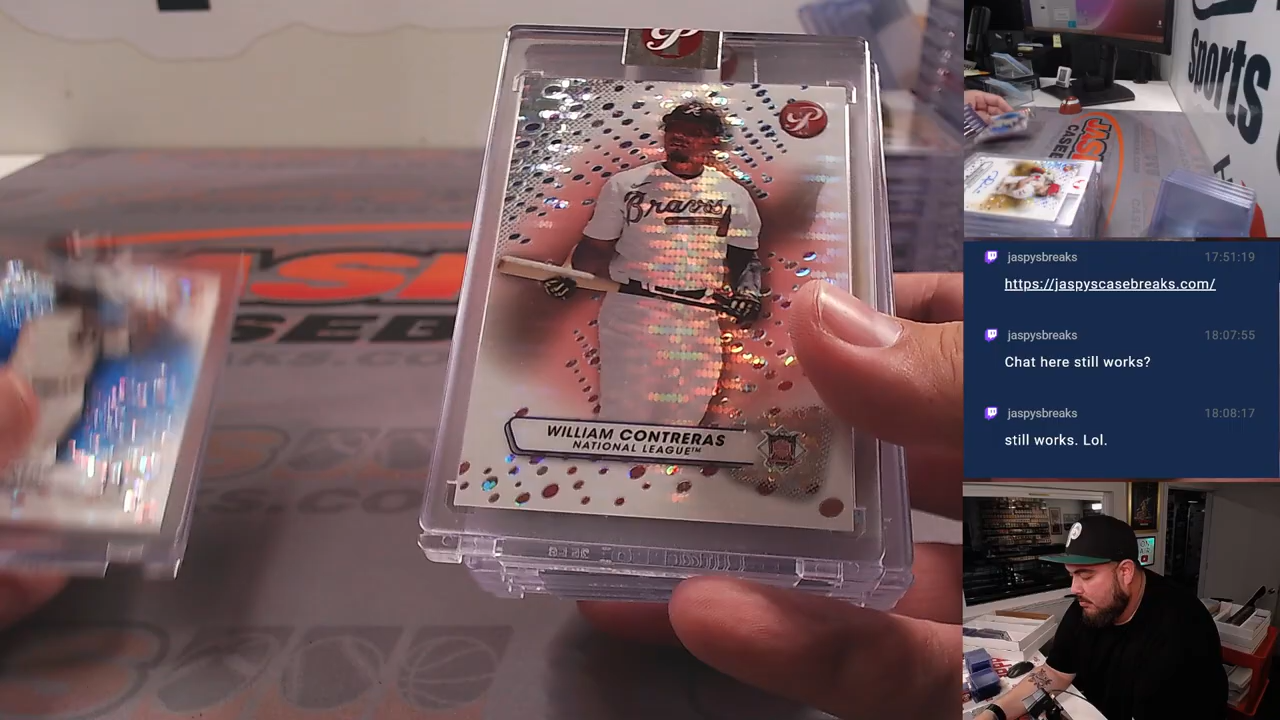 Braves
WILLIAM CONTRERAS
NATIONAL LEAGUE™
P
sports
jaspysbreaks
17:51:19
https://jaspyscasebreaks.com/
jaspysbreaks
18:07:55
Chat here still works?
jaspysbreaks
18:08:17
still works. Lol.